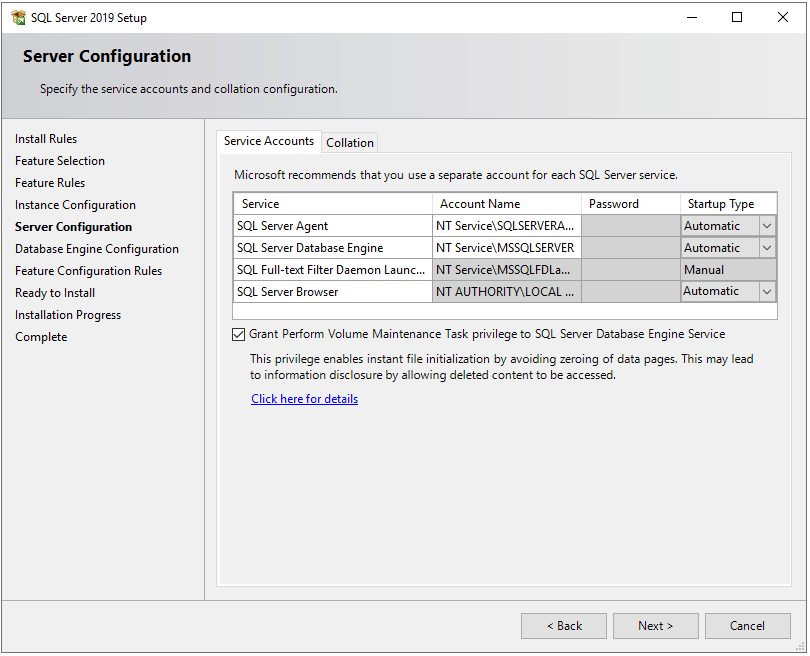 SQL Server 2019 Setup
Server Configuration
Specify the service accounts and collation configuration.
Install Rules
Feature Selection
Feature Rules
Instance Configuration
Server Configuration
Database Engine Configuration
Feature Configuration Rules
Ready to Install
Installation Progress
Complete
Service Accounts Collation
Microsoft recommends that you use a separate account for each SQL Server service.
Service Account Name Password Startup Type
SQL Server Agent NT Service\SQLSERVERA... Automatic
SQL Server Database Engine NT Service\MSSQLSERVER Automatic
SQL Full-text Filter Daemon Launc... NT Service\MSSQLFDLa... Manual
SQL Server Browser NT AUTHORITY\LOCAL ... Automatic
Grant Perform Volume Maintenance Task privilege to SQL Server Database Engine Service
This privilege enables instant file initialization by avoiding zeroing of data pages. This may lead
to information disclosure by allowing deleted content to be accessed.
Click here for details
< Back Next > Cancel